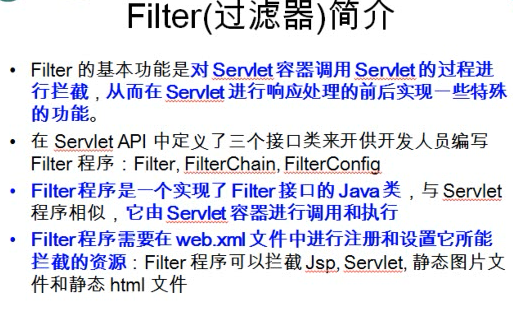 Filter(过滤器)简介
• Filter 的基本功能是对 Servlet 容器调用 Servlet 的过程进
行拦截，从而在 Servlet 进行响应处理的前后实现一些特殊
的功能。
• 在 Servlet API 中定义了三个接口类来开供开发人员编写
Filter 程序：Filter, FilterChain, FilterConfig
• Filter程序是一个实现了 Filter 接口的 Java 类，与 Servlet
程序相似，它由 Servlet 容器进行调用和执行
• Filter程序需要在 web.xml 文件中进行注册和设置它所能
拦截的资源：Filter 程序可以拦截 Jsp, Servlet, 静态图片文
件和静态 html 文件